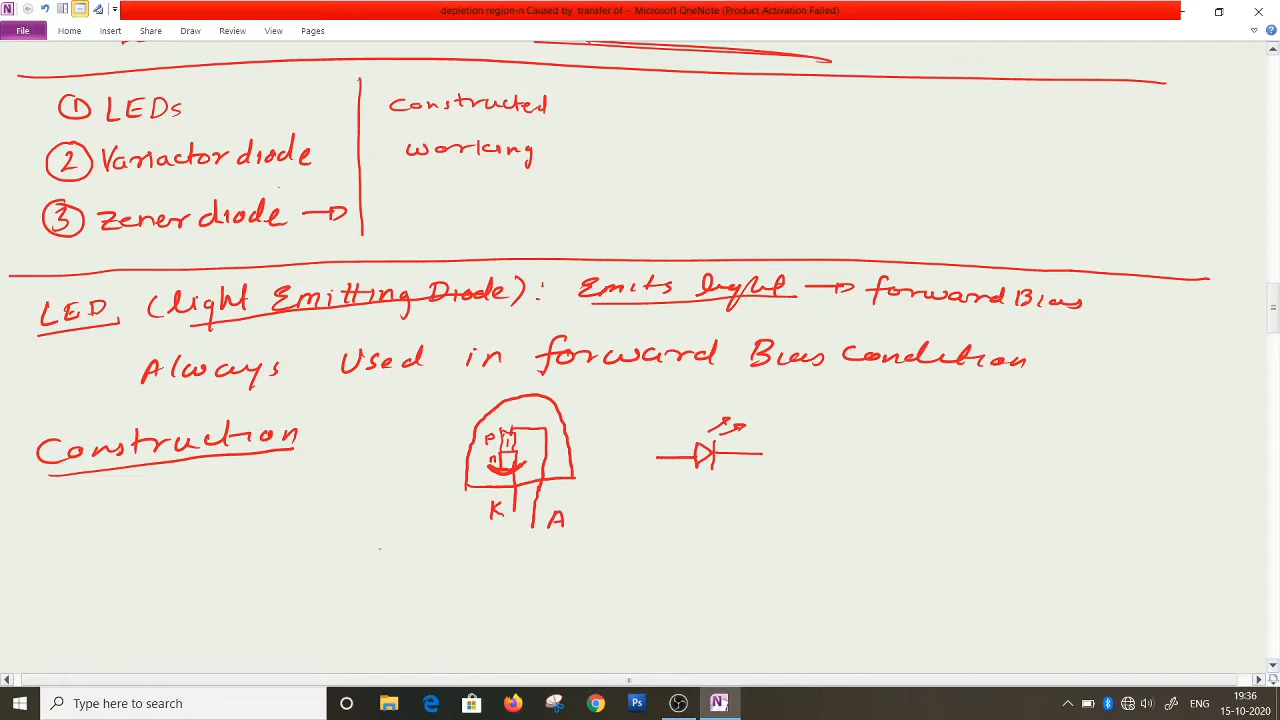 depletion region-n Caused by transfer of - Microsoft OneNote (Product Activation Failed)
File Home Insert Share Draw Review View Pages
① LEDs
② Variactor diode
③ Zener diode →
Constructed
working
LED (light Emitting Diode): Emits light → forward Bias
Always Used in forward Bias Condition
Construction
P
n
K A
Type here to search
ENG
19:36
15-10-2020